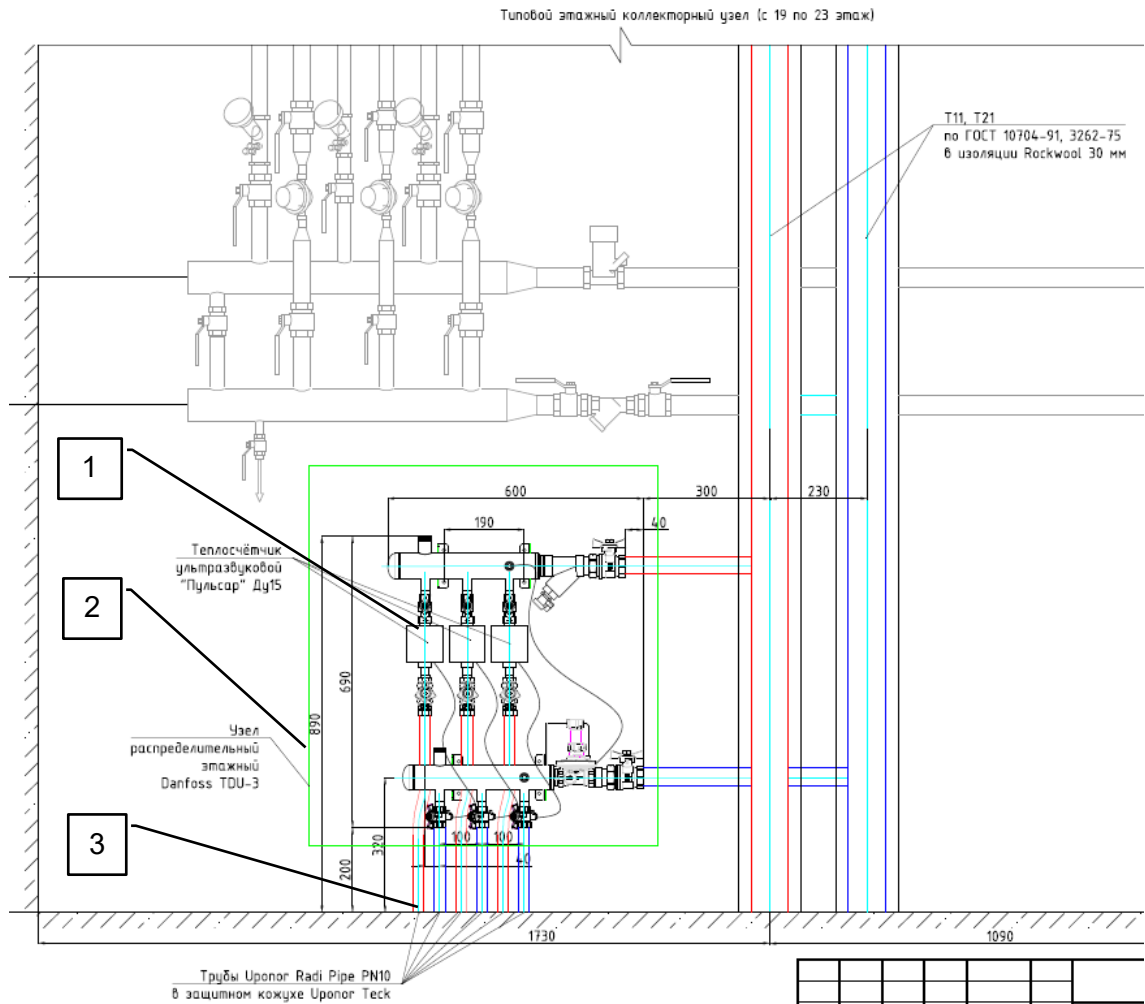 Типовой этажный коллекторный узел (с 19 по 23 этаж)
Т11, Т21
по ГОСТ 10704-91, 3262-75
в изоляции Rockwool 30 мм
1
600
300
230
190
40
Теплосчётчик
ультразвуковой
"Пульсар" Ду15
2
690
890
Узел
распределительный
этажный
Danfoss TDU-3
3
320
200
100
100
40
1730
1090
Трубы Uponor Radi Pipe PN10
в защитном кожухе Uponor Teck